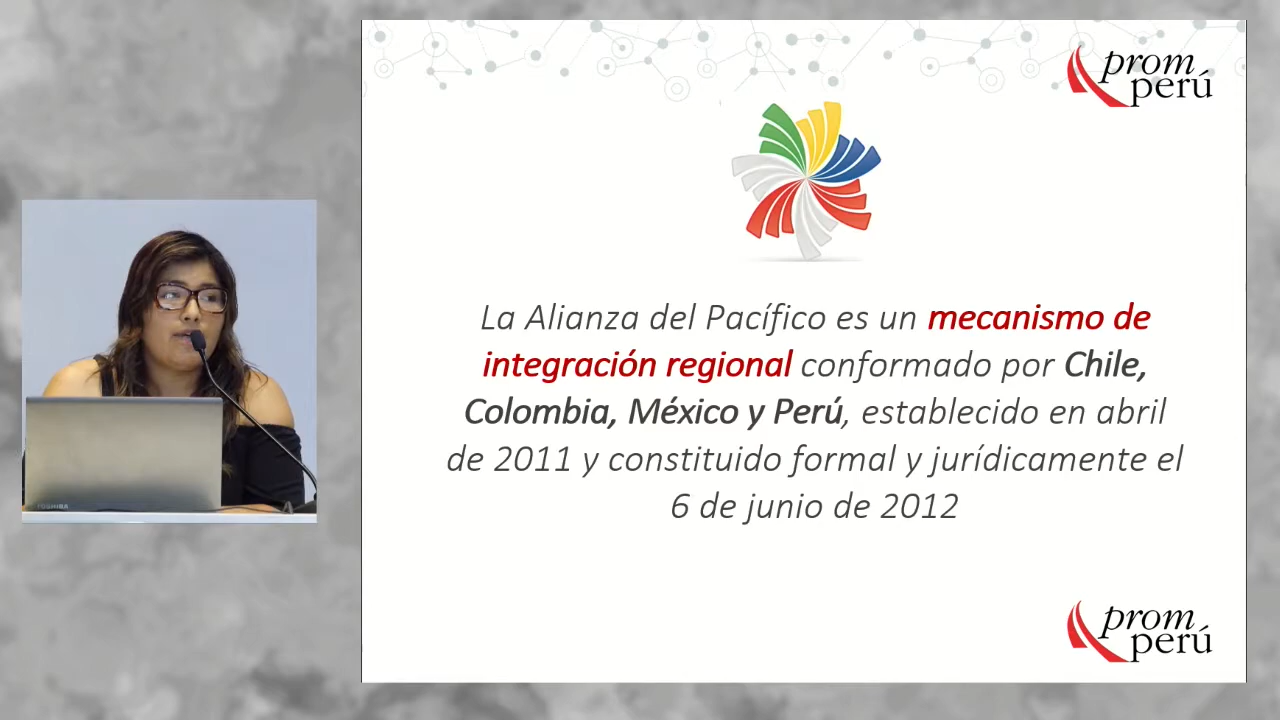 prom
perú
La Alianza del Pacífico es un mecanismo de
integración regional conformado por Chile,
Colombia, México y Perú, establecido en abril
de 2011 y constituido formal y jurídicamente el
6 de junio de 2012
TOSHIBA
prom
perú